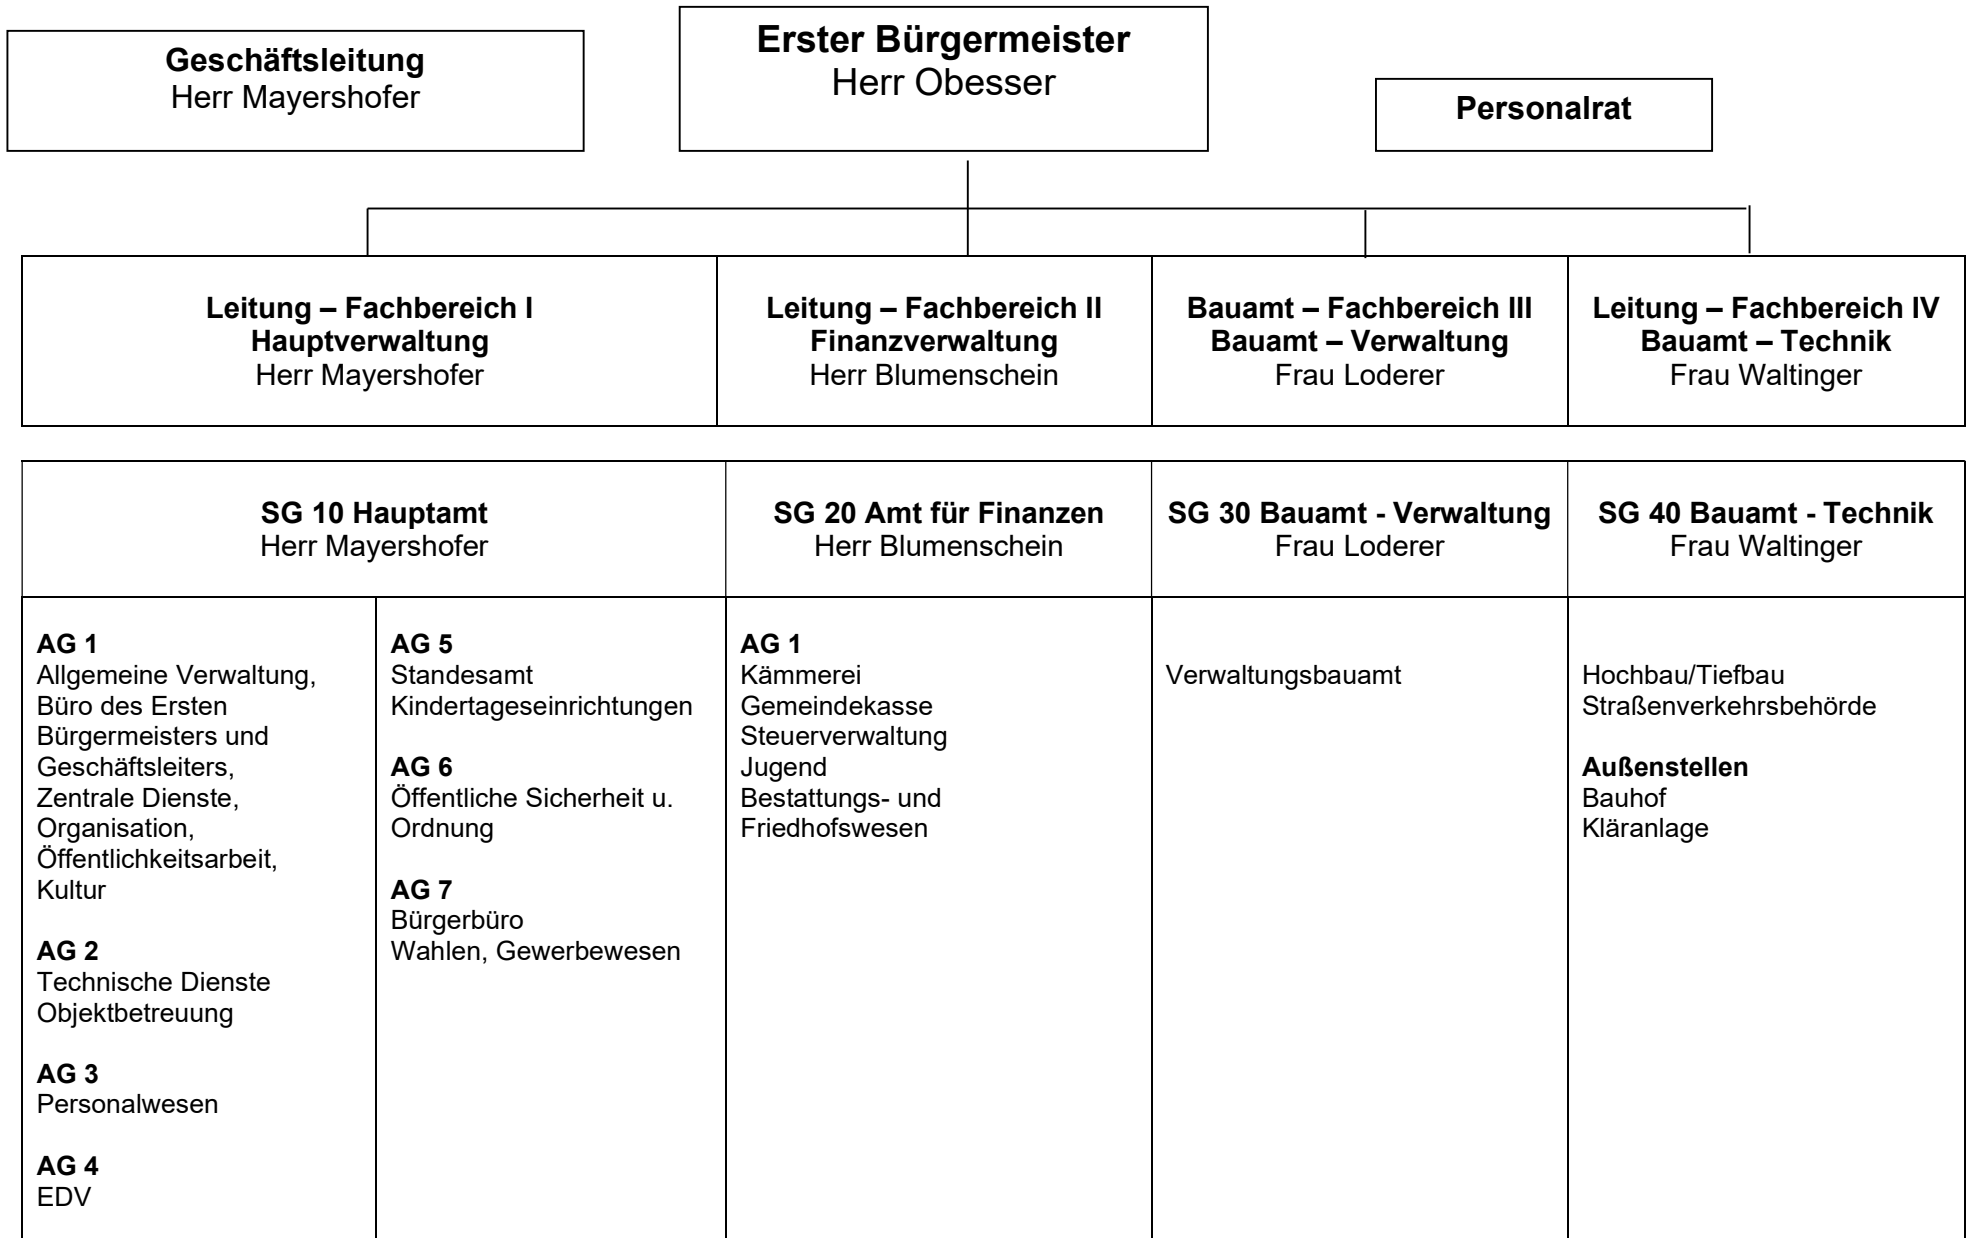 Geschäftsleitung
Herr Mayershofer
Erster Bürgermeister
Herr Obesser
Personalrat
Leitung – Fachbereich I
Hauptverwaltung
Herr Mayershofer
Leitung – Fachbereich II
Finanzverwaltung
Herr Blumenschein
Bauamt – Fachbereich III
Bauamt – Verwaltung
Frau Loderer
Leitung – Fachbereich IV
Bauamt – Technik
Frau Waltinger
SG 10 Hauptamt
Herr Mayershofer
SG 20 Amt für Finanzen
Herr Blumenschein
SG 30 Bauamt - Verwaltung
Frau Loderer
SG 40 Bauamt - Technik
Frau Waltinger
AG 1
Allgemeine Verwaltung,
Büro des Ersten
Bürgermeisters und
Geschäftsleiters,
Zentrale Dienste,
Organisation,
Öffentlichkeitsarbeit,
Kultur
AG 2
Technische Dienste
Objektbetreuung
AG 3
Personalwesen
AG 4
EDV
AG 5
Standesamt
Kindertageseinrichtungen
AG 6
Öffentliche Sicherheit u.
Ordnung
AG 7
Bürgerbüro
Wahlen, Gewerbewesen
AG 1
Kämmerei
Gemeindekasse
Steuerverwaltung
Jugend
Bestattungs- und
Friedhofswesen
Verwaltungsbauamt
Hochbau/Tiefbau
Straßenverkehrsbehörde
Außenstellen
Bauhof
Kläranlage